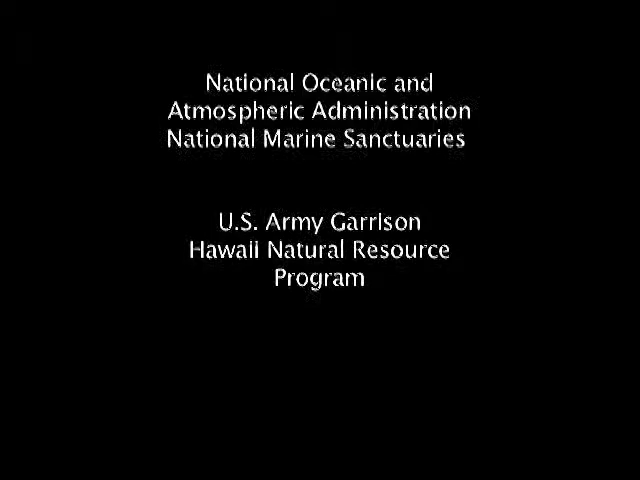 National Oceanic and
Atmospheric Administration
National Marine Sanctuaries
U.S. Army Garrison
Hawaii Natural Resource
Program